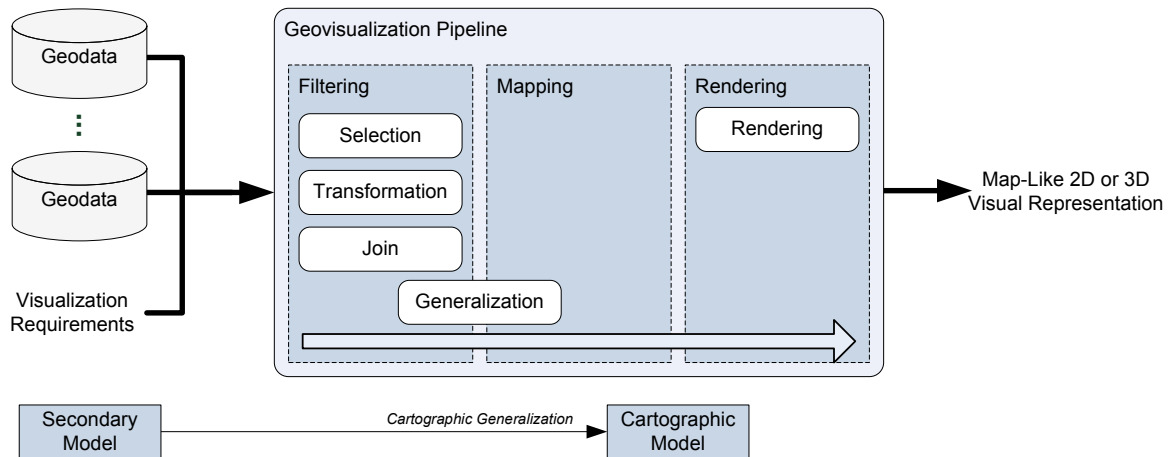 Geodata
Geodata
Visualization
Requirements
Geovisualization Pipeline
Filtering
Selection
Transformation
Join
Generalization
Mapping
Rendering
Rendering
Map-Like 2D or 3D
Visual Representation
Secondary
Model
Cartographic Generalization
Cartographic
Model